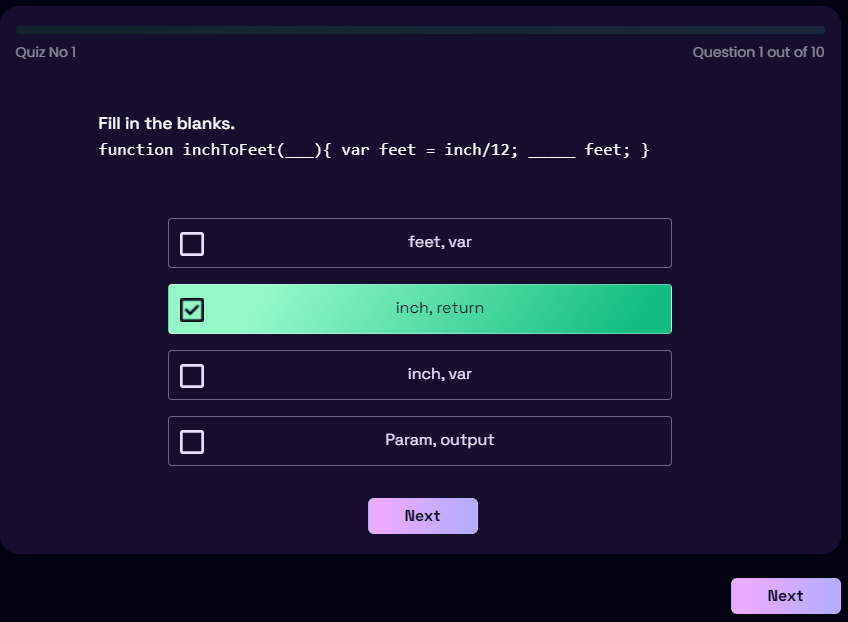 Quiz No 1
Question 1 out of 10
Fill in the blanks.
function inchToFeet(___){ var feet = inch/12; _____ feet; }
feet, var
inch, return
inch, var
Param, output
Next
Next